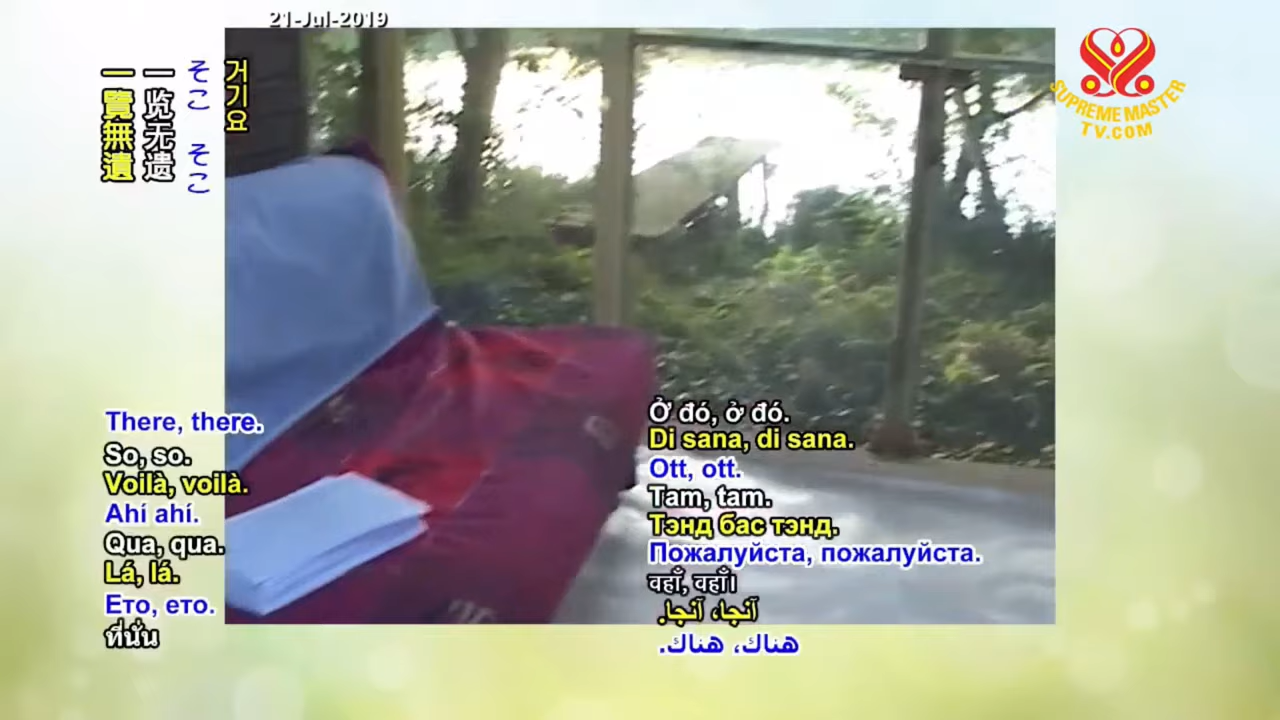 21-Jul-2019
SUPREME MASTER
TV.COM
거기요
そこ そこ
一览无遗
一覽無遺
There, there.
So, so.
Voilà, voilà.
Ahí ahí.
Qua, qua.
Lá, lá.
Ето, ето.
ที่นั่น
Ở đó, ở đó.
Di sana, di sana.
Ott, ott.
Tam, tam.
Тэнд бас тэнд.
Пожалуйста, пожалуйста.
वहाँ, वहाँ।
آنجا، آنجا.
هناك، هناك.